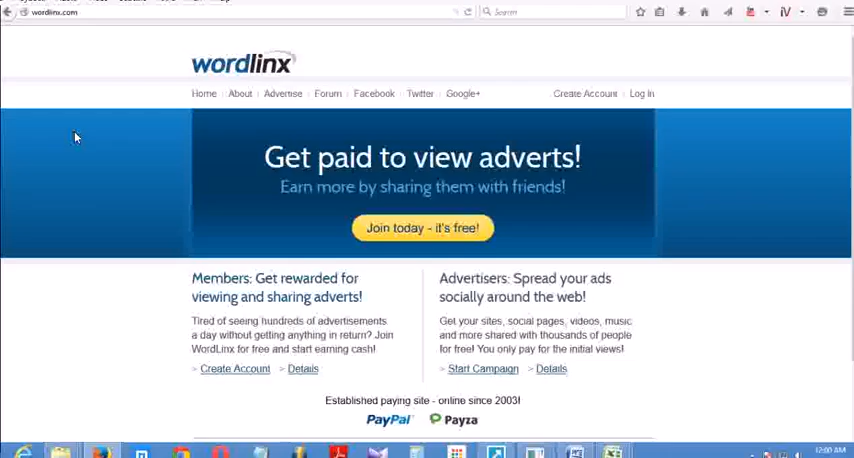 wordlinx.com
Search
wordlinx
Home About Advertise Forum Facebook Twitter Google+ Create Account Log In
Get paid to view adverts!
Earn more by sharing them with friends!
Join today - it's free!
Members: Get rewarded for
viewing and sharing adverts!
Tired of seeing hundreds of advertisements
a day without getting anything in return? Join
WordLinx for free and start earning cash!
> Create Account > Details
Advertisers: Spread your ads
socially around the web!
Get your sites, social pages, videos, music
and more shared with thousands of people
for free! You only pay for the initial views!
> Start Campaign > Details
Established paying site - online since 2003!
PayPal Payza
12:00 AM